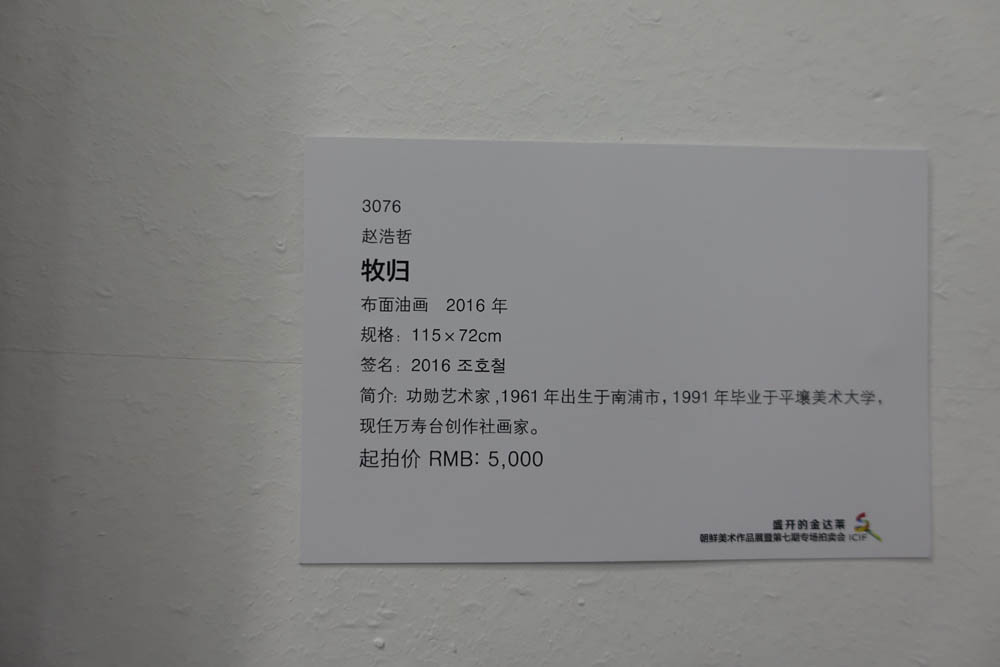 3076
赵浩哲
牧归
布面油画 2016 年
规格：115×72cm
签名：2016 조호철
简介：功勋艺术家,1961 年出生于南浦市，1991 年毕业于平壤美术大学，
现任万寿台创作社画家。
起拍价 RMB: 5,000
盛开的金达莱
朝鲜美术作品展暨第七期专场拍卖会 ICIF